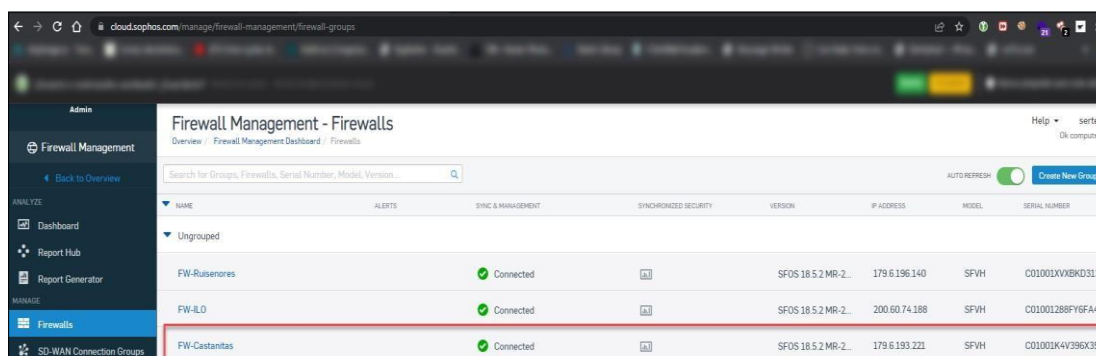 cloud.sophos.com/manage/firewall-management/firewall-groups
21
2
Admin
Firewall Management
Back to Overview
ANALYZE
Dashboard
Report Hub
Report Generator
MANAGE
Firewalls
SD-WAN Connection Groups
Firewall Management - Firewalls
Overview / Firewall Management Dashboard / Firewalls
Help
Search for Groups, Firewalls, Serial Number, Model, Version...
AUTO REFRESH
Create New Group
NAME ALERTS SYNC & MANAGEMENT SYNCHRONIZED SECURITY VERSION IP ADDRESS MODEL SERIAL NUMBER
Ungrouped
FW-Ruisenores Connected SFOS 18.5.2 MR-2... 179.6.196.140 SFVH C01001XVXBKD31
FW-ILO Connected SFOS 18.5.2 MR-2... 200.60.74.188 SFVH C01001288FY6FA4
FW-Castanitas Connected SFOS 18.5.2 MR-2... 179.6.193.221 SFVH C01001K4V396X3